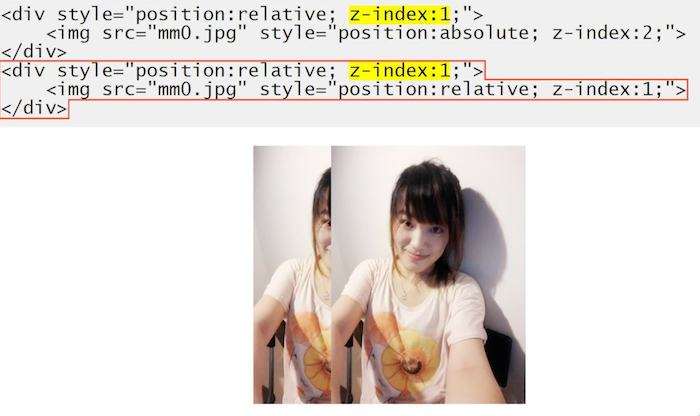 <div style="position:relative; z-index:1;">
    <img src="mm0.jpg" style="position:absolute; z-index:2;">
</div>
<div style="position:relative; z-index:1;">
    <img src="mm0.jpg" style="position:relative; z-index:1;">
</div>